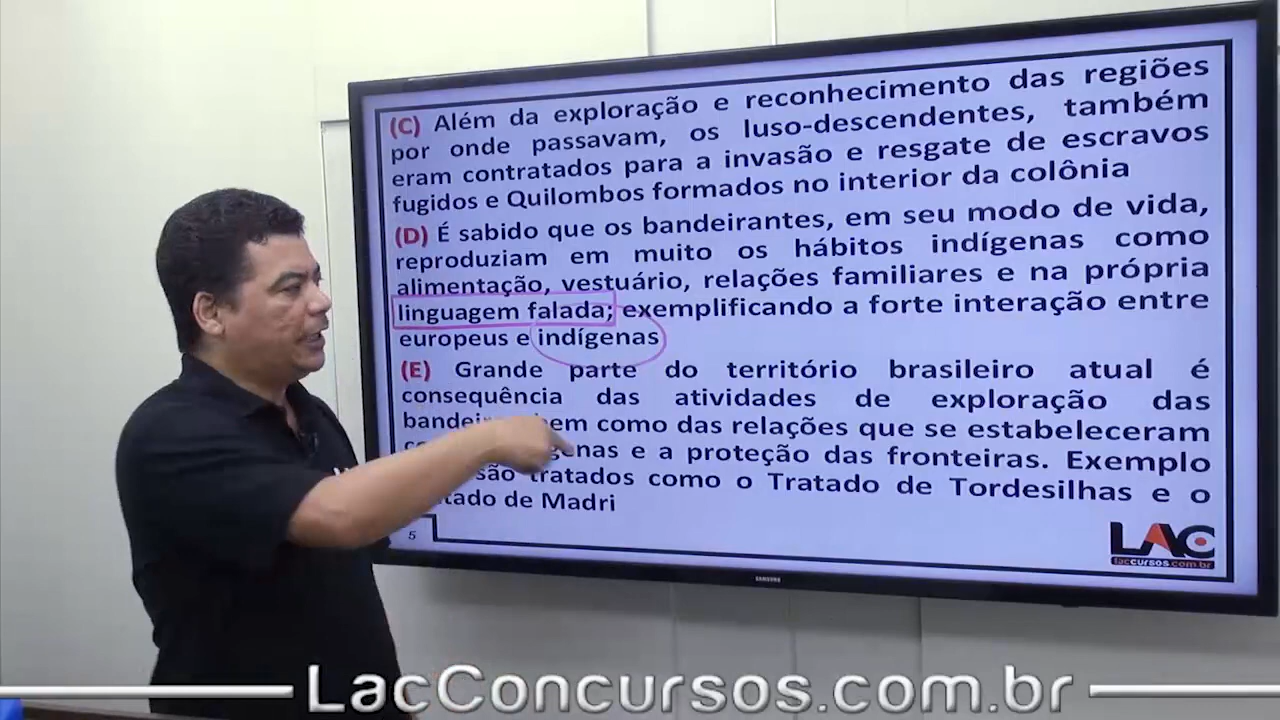 (C) Além da exploração e reconhecimento das regiões
por onde passavam, os luso-descendentes, também
eram contratados para a invasão e resgate de escravos
fugidos e Quilombos formados no interior da colônia
(D) É sabido que os bandeirantes, em seu modo de vida,
reproduziam em muito os hábitos indígenas como
alimentação, vestuário, relações familiares e na própria
linguagem falada; exemplificando a forte interação entre
europeus e indígenas
(E) Grande parte do território brasileiro atual é
consequência das atividades de exploração das
como das relações que se estabeleceram
e a proteção das fronteiras. Exemplo
são tratados como o Tratado de Tordesilhas e o
de Madri
5
LAC
laccursos.com.br
SAMSUNG
LacConcursos.com.br